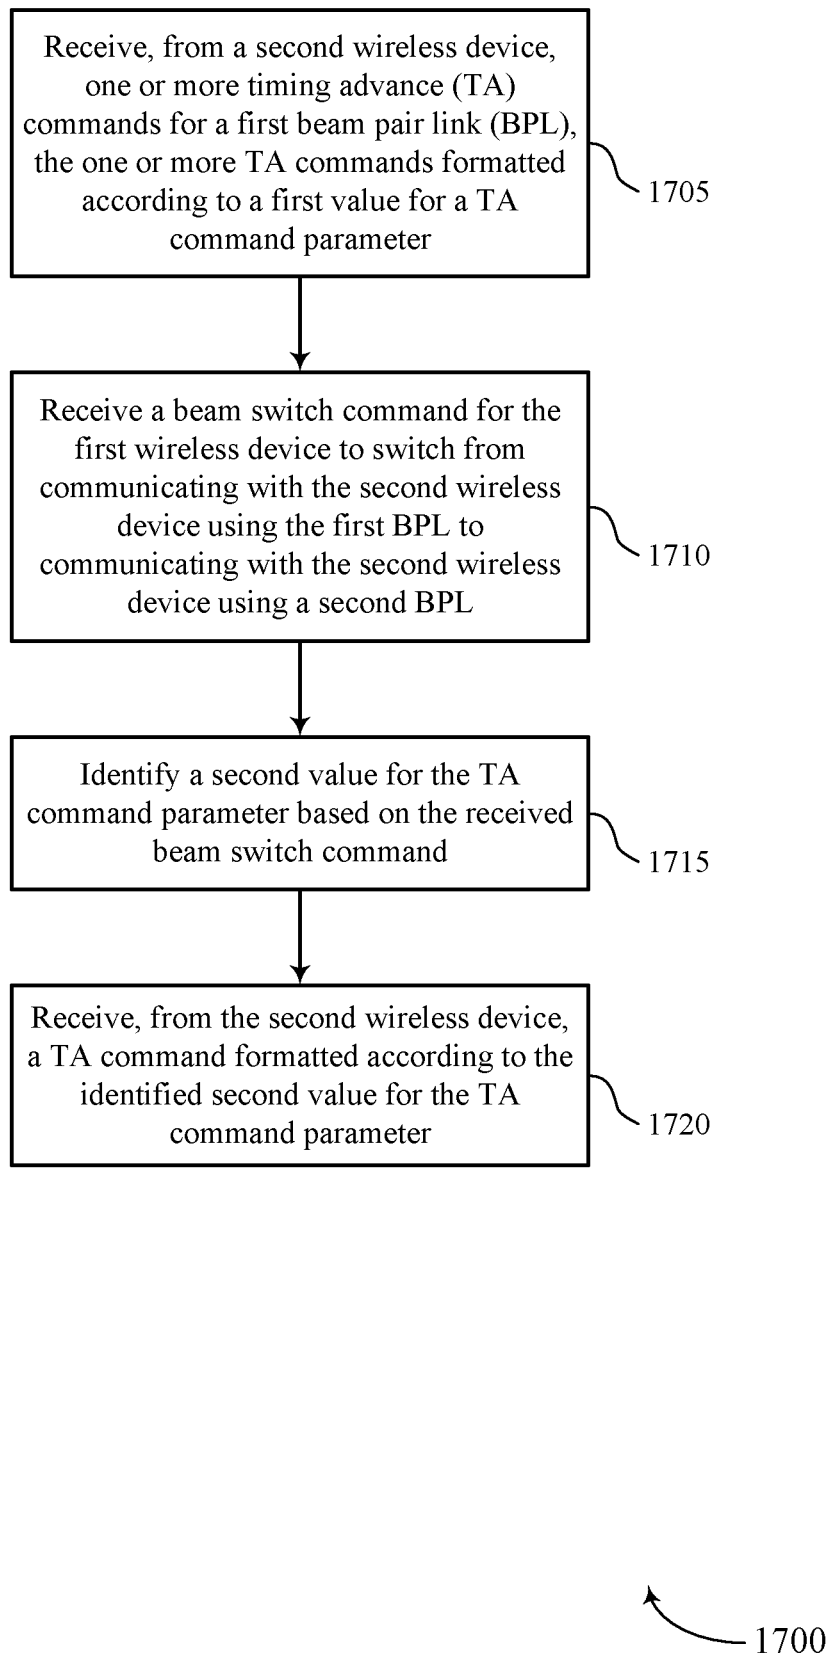 Receive, from a second wireless device,
one or more timing advance (TA)
commands for a first beam pair link (BPL),
the one or more TA commands formatted
according to a first value for a TA
command parameter
1705
Receive a beam switch command for the
first wireless device to switch from
communicating with the second wireless
device using the first BPL to
communicating with the second wireless
device using a second BPL
1710
Identify a second value for the TA
command parameter based on the received
beam switch command
1715
Receive, from the second wireless device,
a TA command formatted according to the
identified second value for the TA
command parameter
1720
1700